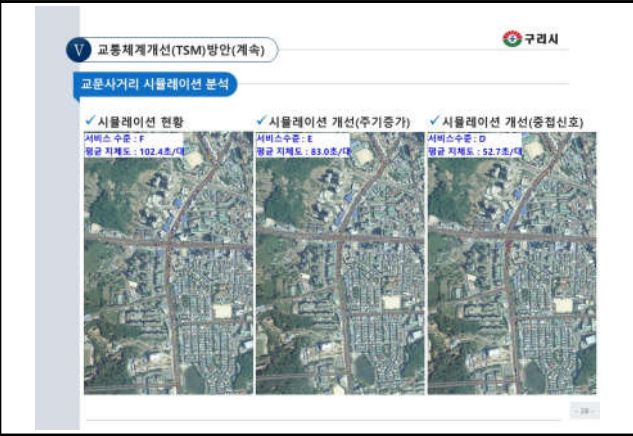 구리시
V 교통체계개선(TSM)방안(계속)
교문사거리 시뮬레이션 분석
✓시뮬레이션 현황
서비스 수준 : F
평균 지체도 : 102.4초/대
✓시뮬레이션 개선(주기증가)
서비스 수준 : E
평균 지체도 : 83.0초/대
✓시뮬레이션 개선(중첩신호)
서비스 수준 : D
평균 지체도 : 52.7초/대
- 28 -